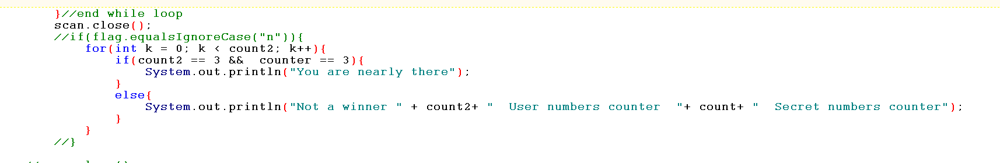 }//end while loop
scan.close();
//if(flag.equalsIgnoreCase("n")){
for(int k = 0; k < count2; k++){
if(count2 == 3 &&  counter == 3){
System.out.println("You are nearly there");
}
else{
System.out.println("Not a winner " + count2+ "  User numbers counter  "+ count+ "  Secret numbers counter");
}
}
//}